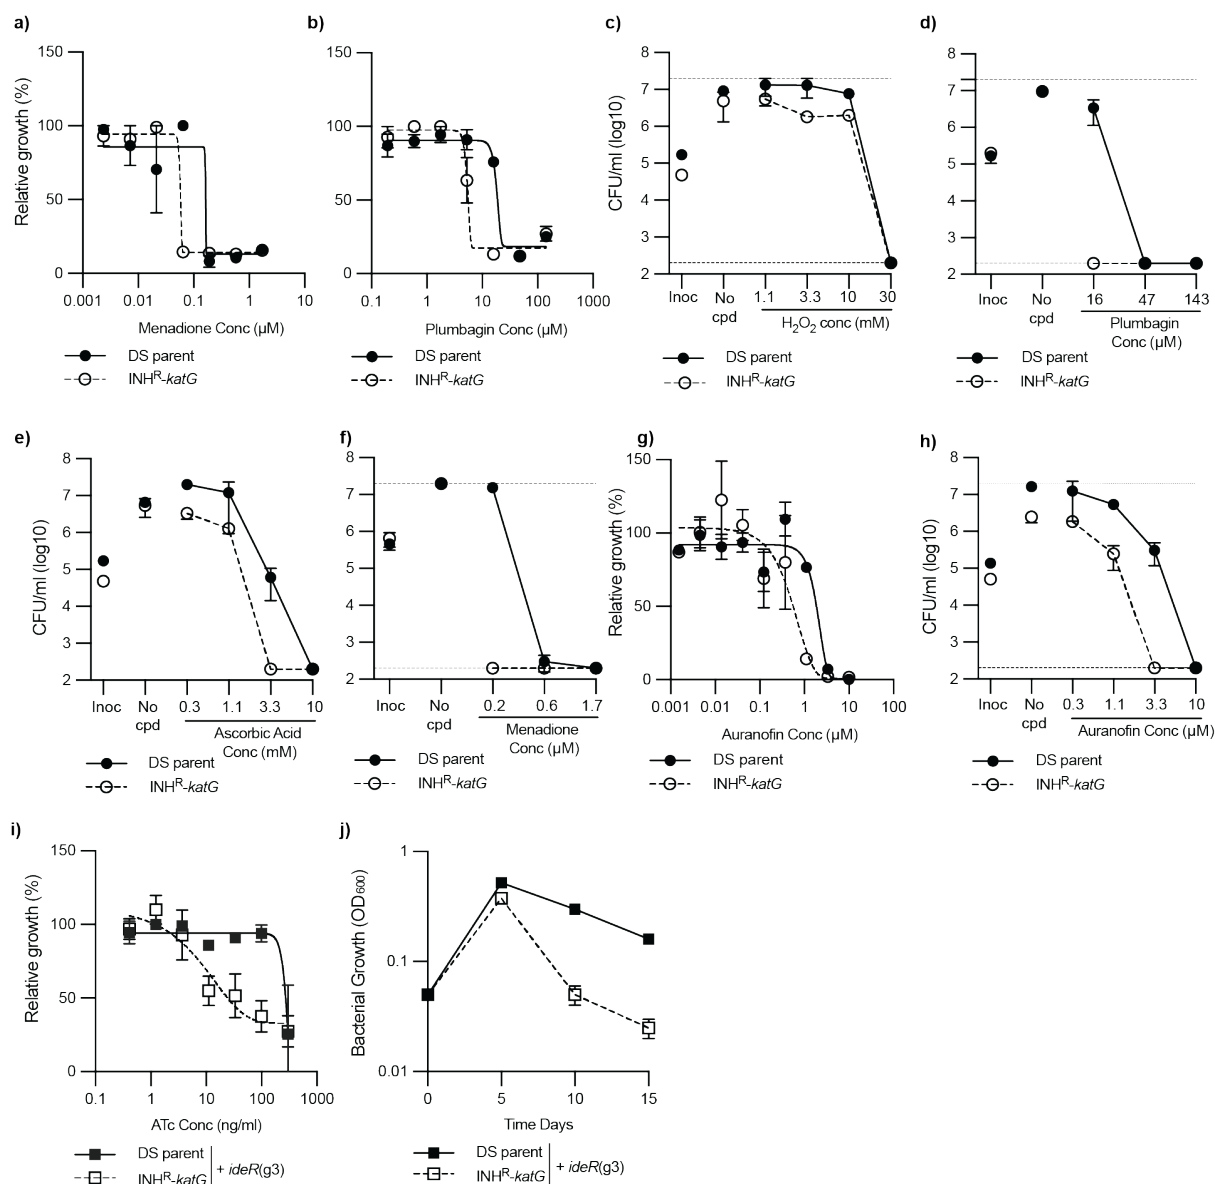 a)
150
100
50
0
Relative growth (%)
0.001
0.01
0.1
1
10
Menadione Conc (µM)
DS parent
INHR-katG
b)
150
100
50
0
0.1
1
10
100
1000
Plumbagin Conc (µM)
DS parent
INHR-katG
c)
8
7
6
5
4
3
2
CFU/ml (log10)
Inoc
No
cpd
1.1
3.3
10
30
H2O2 conc (mM)
DS parent
INHR-katG
d)
8
7
6
5
4
3
2
Inoc
No
cpd
16
47
143
Plumbagin
Conc (µM)
DS parent
INHR-katG
e)
8
7
6
5
4
3
2
CFU/ml (log10)
Inoc
No
cpd
0.3
1.1
3.3
10
Ascorbic Acid
Conc (mM)
DS parent
INHR-katG
f)
8
7
6
5
4
3
2
Inoc
No
cpd
0.2
0.6
1.7
Menadione
Conc (µM)
DS parent
INHR-katG
g)
150
100
50
0
Relative growth (%)
0.001
0.01
0.1
1
10
100
Auranofin Conc (µM)
DS parent
INHR-katG
h)
8
7
6
5
4
3
2
CFU/ml (log10)
Inoc
No
cpd
0.3
1.1
3.3
10
Auranofin Conc (µM)
DS parent
INHR-katG
i)
150
100
50
0
Relative growth (%)
0.1
1
10
100
1000
ATc Conc (ng/ml)
DS parent
INHR-katG
+ ideR(g3)
j)
1
0.1
0.01
Bacterial Growth (OD600)
0
5
10
15
Time Days
DS parent
INHR-katG
+ ideR(g3)